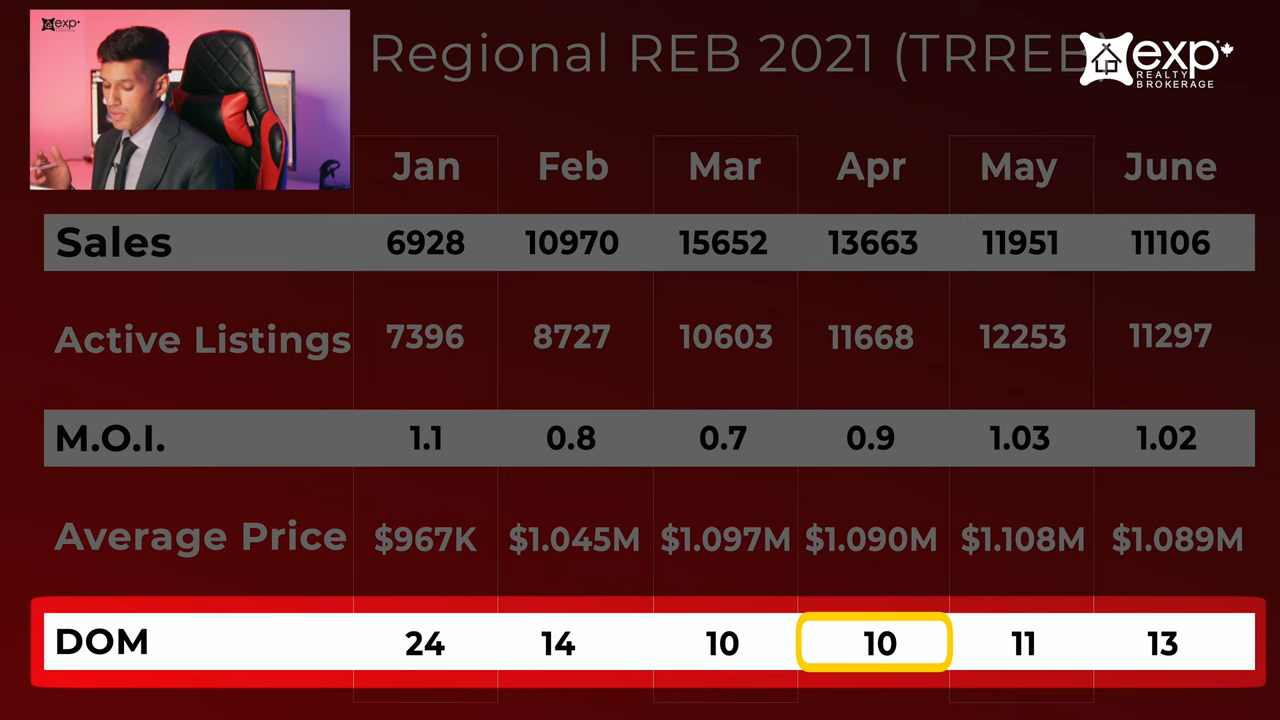 exp
Regional REB 2021 (TRREB)
exp
REALTY
BROKERAGE
Jan Feb Mar Apr May June
Sales 6928 10970 15652 13663 11951 11106
Active Listings 7396 8727 10603 11668 12253 11297
M.O.I. 1.1 0.8 0.7 0.9 1.03 1.02
Average Price $967K $1.045M $1.097M $1.090M $1.108M $1.089M
DOM 24 14 10 10 11 13